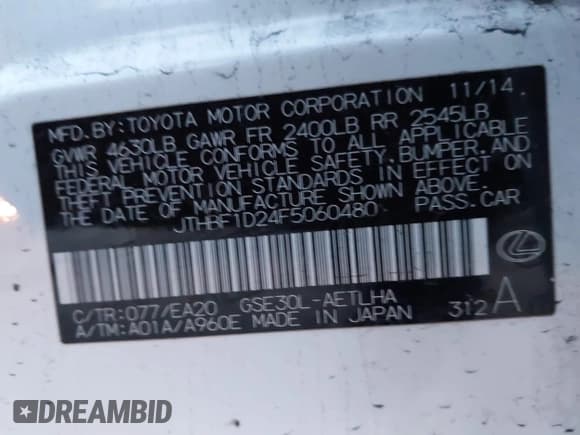 MFD. BY: TOYOTA MOTOR CORPORATION 11/14
GVWR 4630LB GAWR FR 2400LB RR 2545LB
THIS VEHICLE CONFORMS TO ALL APPLICABLE
FEDERAL MOTOR VEHICLE SAFETY, BUMPER, AND
THEFT PREVENTION STANDARDS IN EFFECT ON
THE DATE OF MANUFACTURE SHOWN ABOVE.
JTHBF1D24F5060480 PASS. CAR
C/TR: 077/EA20 GSE30L-AETLHA
A/TM: A01A/A960E MADE IN JAPAN 312 A
DREAMBID